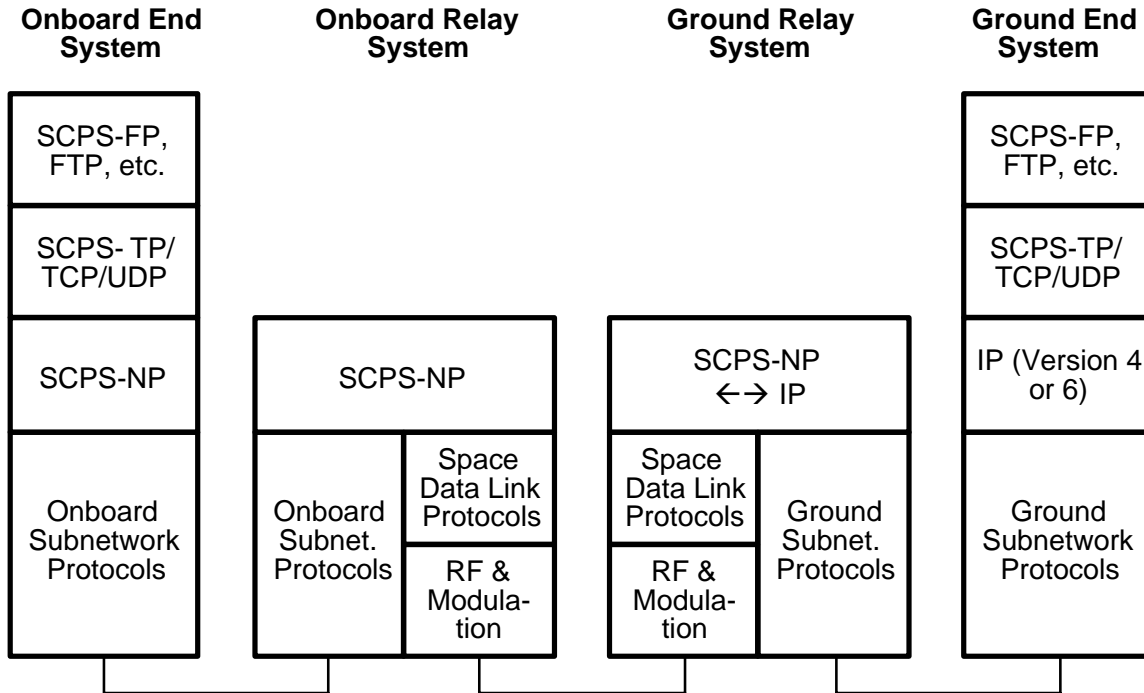 Onboard End
System
Onboard Relay
System
Ground Relay
System
Ground End
System
SCPS-FP,
FTP, etc.
SCPS- TP/
TCP/UDP
SCPS-NP
Onboard
Subnetwork
Protocols
SCPS-NP
Onboard
Subnet.
Protocols
Space
Data Link
Protocols
RF &
Modula-
tion
SCPS-NP
←→ IP
Space
Data Link
Protocols
RF &
Modula-
tion
Ground
Subnet.
Protocols
SCPS-FP,
FTP, etc.
SCPS-TP/
TCP/UDP
IP (Version 4
or 6)
Ground
Subnetwork
Protocols